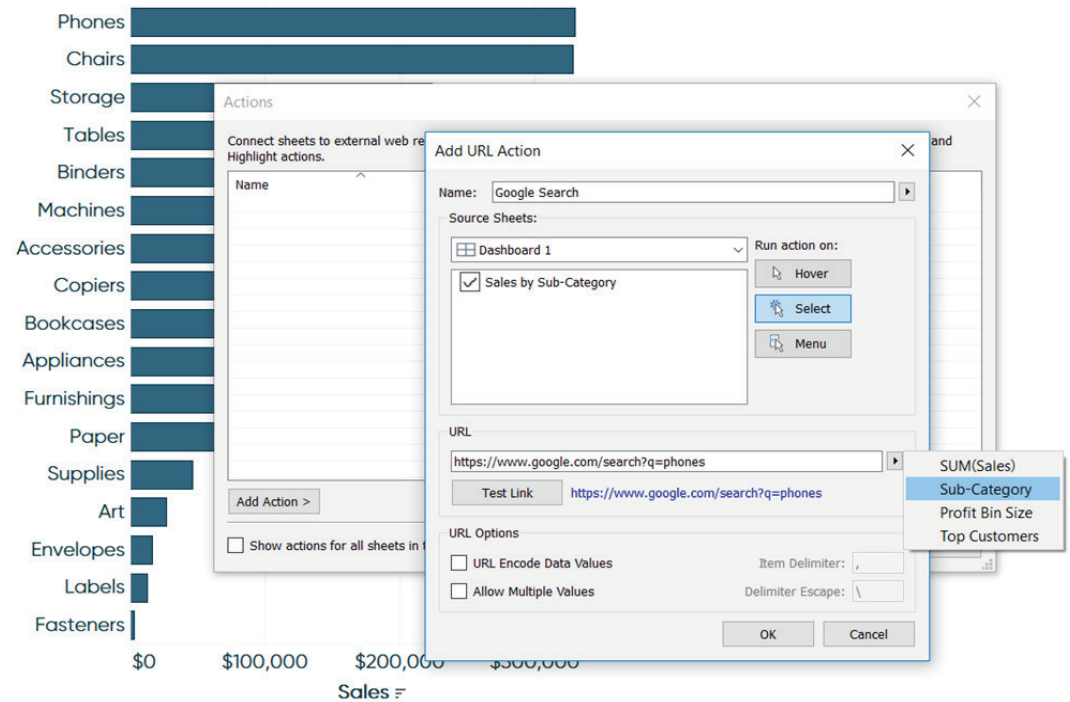 Phones
Chairs
Storage
Tables
Binders
Machines
Accessories
Copiers
Bookcases
Appliances
Furnishings
Paper
Supplies
Art
Envelopes
Labels
Fasteners
$0 $100,000 $200,000 $300,000
Sales
Actions
Connect sheets to external web re and
Highlight actions.
Name
Add Action >
Show actions for all sheets in t
Add URL Action
Name: Google Search
Source Sheets:
Dashboard 1
Sales by Sub-Category
Run action on:
Hover
Select
Menu
URL
https://www.google.com/search?q=phones
Test Link https://www.google.com/search?q=phones
URL Options
URL Encode Data Values Item Delimiter: ,
Allow Multiple Values Delimiter Escape: \
OK Cancel
SUM(Sales)
Sub-Category
Profit Bin Size
Top Customers